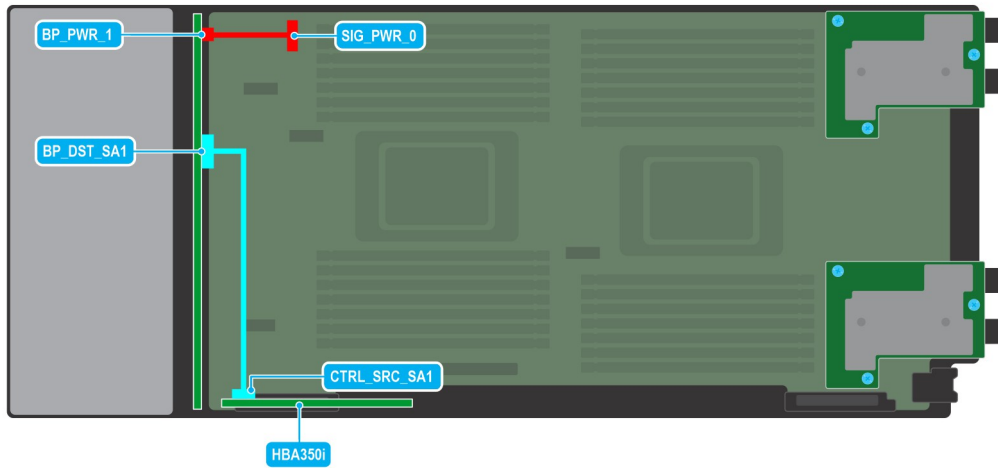 BP_PWR_1
SIG_PWR_0
BP_DST_SA1
CTRL_SRC_SA1
HBA350i